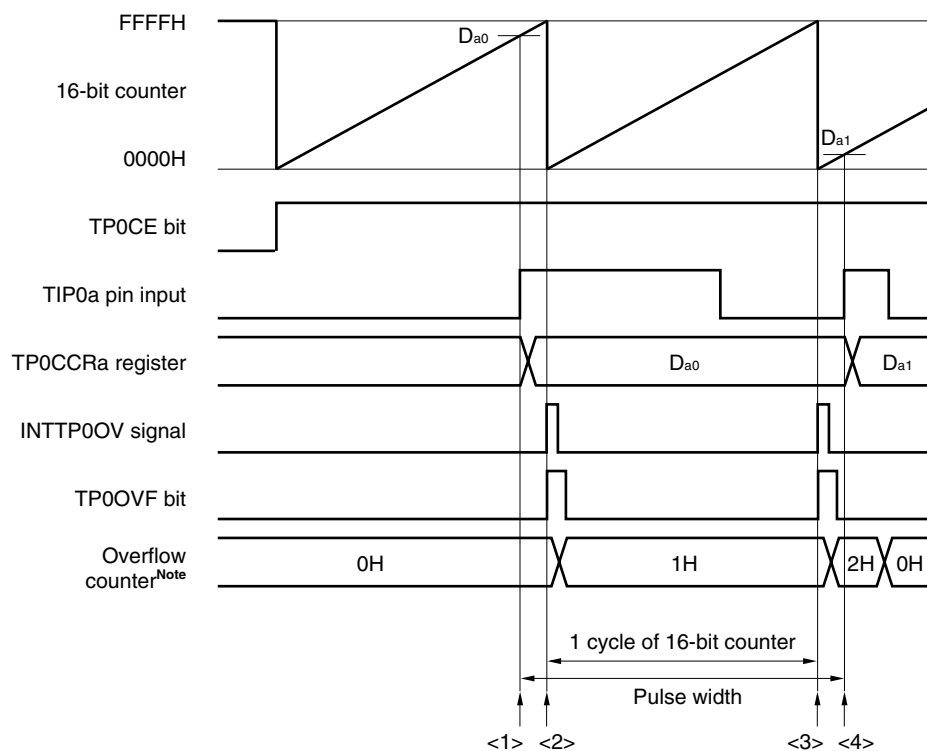 FFFFH
Da0
16-bit counter
0000H
Da1
TP0CE bit
TIP0a pin input
TP0CCRa register
Da0
Da1
INTTP0OV signal
TP0OVF bit
Overflow
counterNote
0H
1H
2H
0H
1 cycle of 16-bit counter
Pulse width
<1> <2> <3> <4>